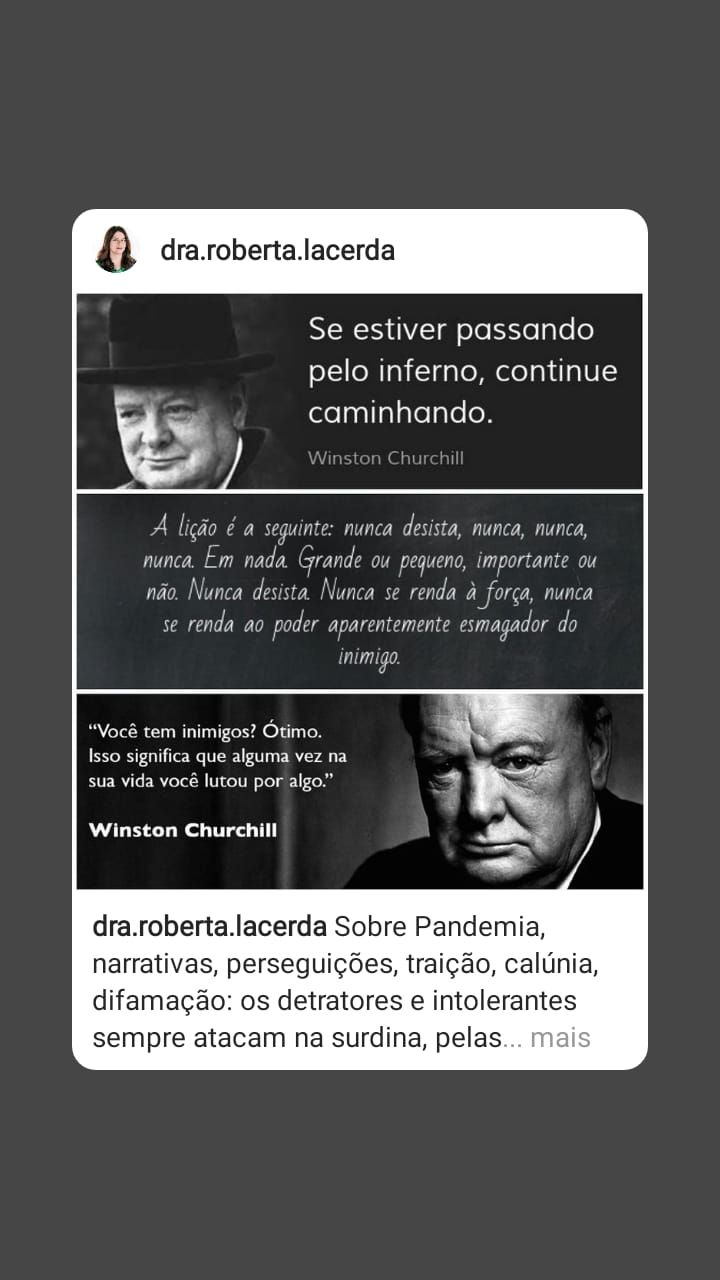 dra.roberta.lacerda
Se estiver passando
pelo inferno, continue
caminhando.
Winston Churchill
A lição é a seguinte: nunca desista, nunca, nunca,
nunca. Em nada. Grande ou pequeno, importante ou
não. Nunca desista. Nunca se renda à força, nunca
se renda ao poder aparentemente esmagador do
inimigo.
“Você tem inimigos? Ótimo.
Isso significa que alguma vez na
sua vida você lutou por algo.”
Winston Churchill
dra.roberta.lacerda Sobre Pandemia,
narrativas, perseguições, traição, calúnia,
difamação: os detratores e intolerantes
sempre atacam na surdina, pelas... mais